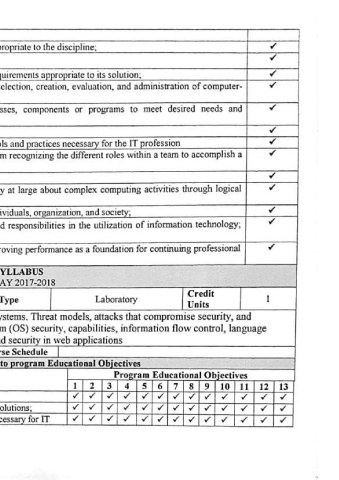 ropriate to the discipline; ✓
✓
quirements appropriate to its solution; ✓
election, creation, evaluation, and administration of computer- ✓
sses, components or programs to meet desired needs and ✓
✓
ls and practices necessary for the IT profession ✓
m recognizing the different roles within a team to accomplish a ✓
✓
y at large about complex computing activities through logical ✓
ividuals, organization, and society; ✓
d responsibilities in the utilization of information technology; ✓
roving performance as a foundation for continuing professional ✓
YLLABUS
AY 2017-2018
Type Laboratory Credit Units 1
ystems. Threat models, attacks that compromise security, and
m (OS) security, capabilities, information flow control, language
d security in web applications
rse Schedule
to program Educational Objectives
Program Educational Objectives
1 2 3 4 5 6 7 8 9 10 11 12 13
✓ ✓ ✓ ✓ ✓ ✓ ✓ ✓ ✓ ✓ ✓ ✓ ✓
olutions; ✓ ✓ ✓ ✓ ✓ ✓ ✓ ✓ ✓ ✓ ✓ ✓ ✓
cessary for IT ✓ ✓ ✓ ✓ ✓ ✓ ✓ ✓ ✓ ✓ ✓ ✓ ✓